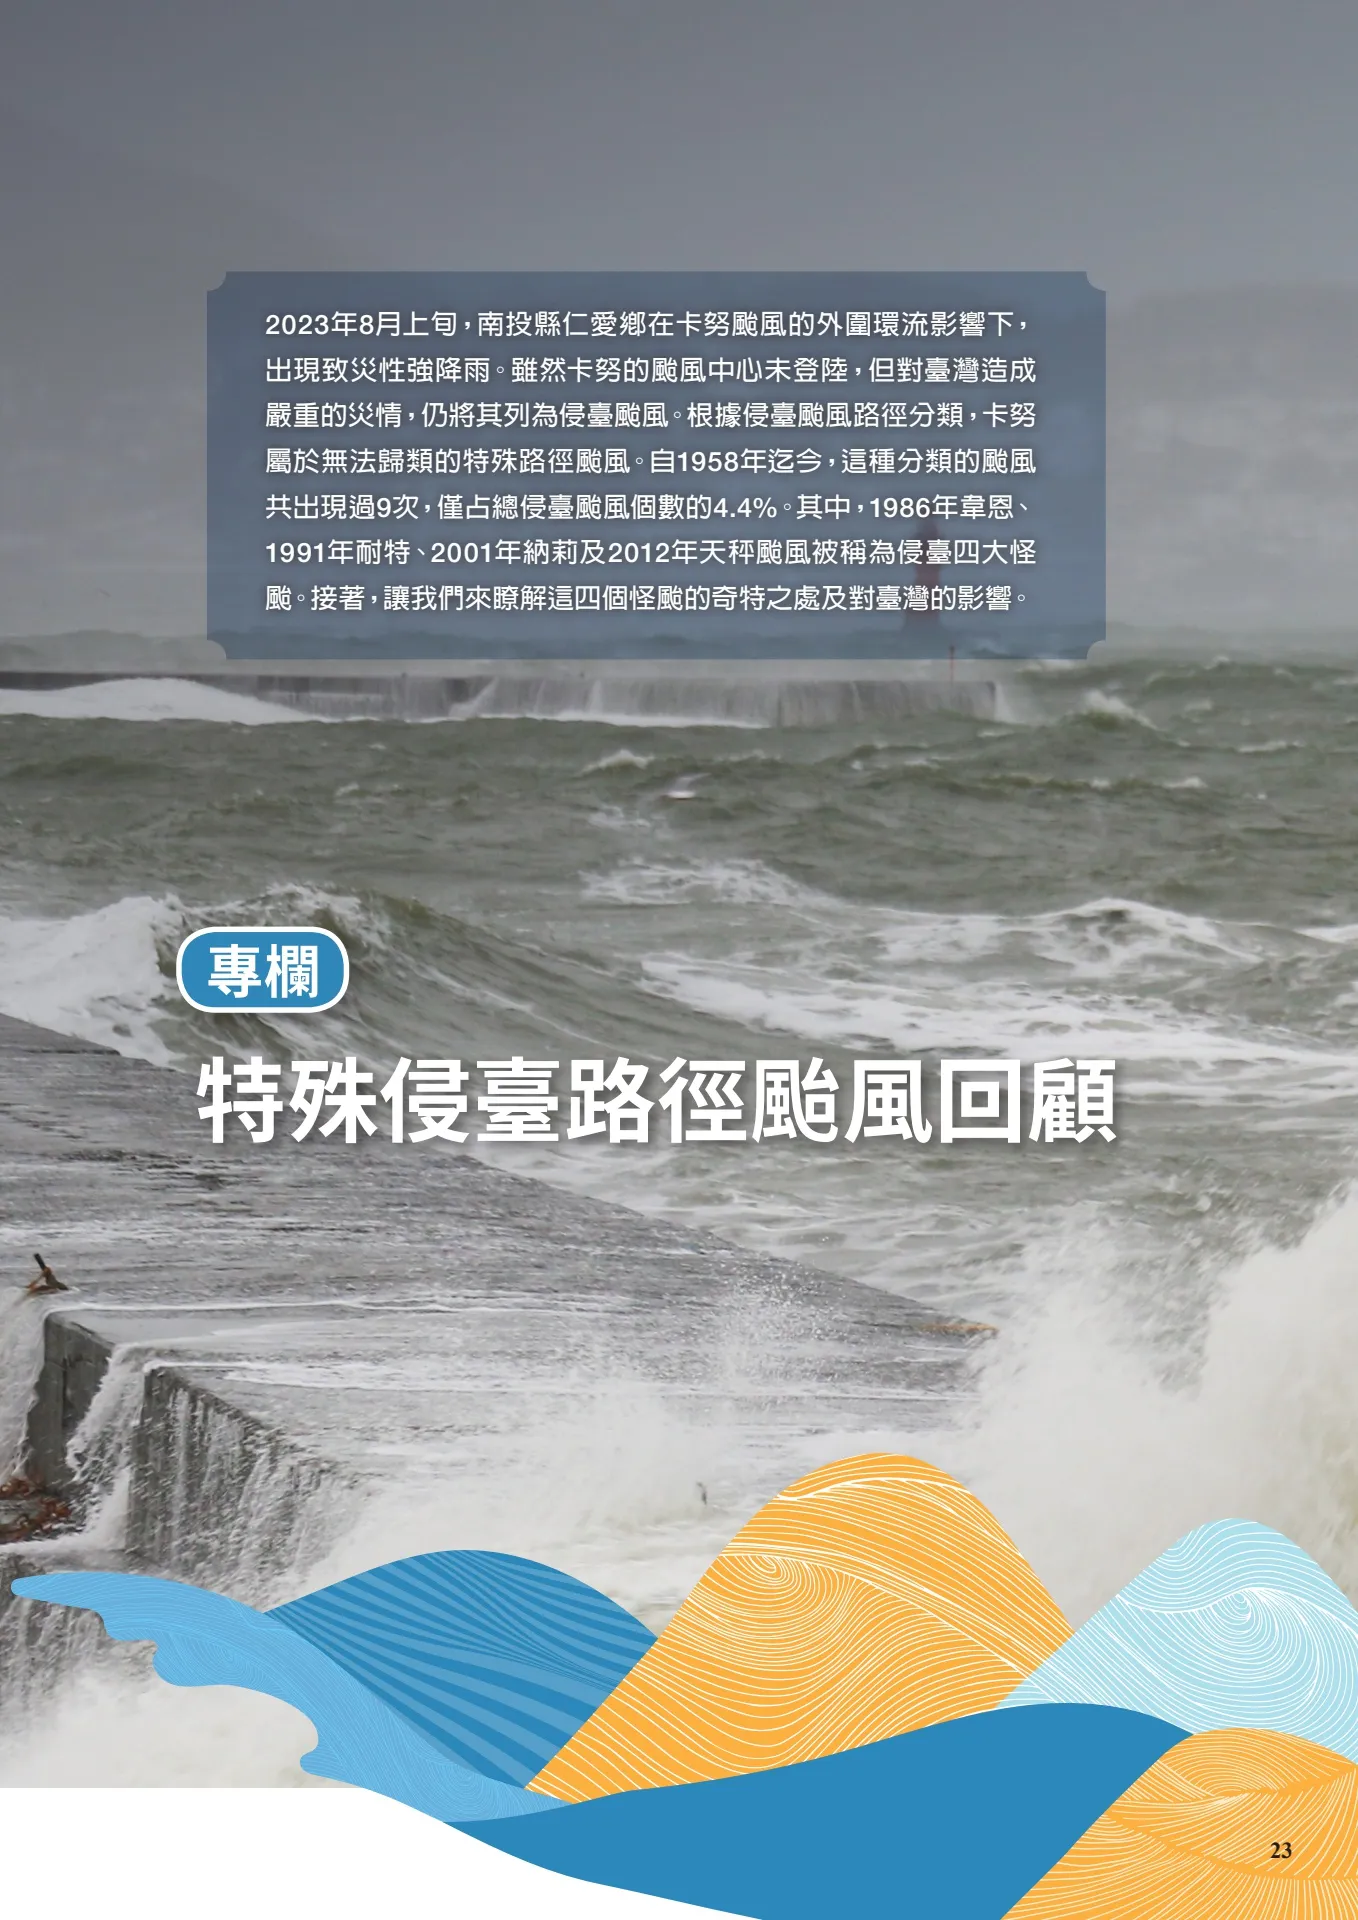 2023年8月上旬，南投縣仁愛鄉在卡努颱風的外圍環流影響下，
出現致災性強降雨。雖然卡努的颱風中心未登陸，但對臺灣造成
嚴重的災情，仍將其列為侵臺颱風。根據侵臺颱風路徑分類，卡努
屬於無法歸類的特殊路徑颱風。自1958年迄今，這種分類的颱風
共出現過9次，僅占總侵臺颱風個數的4.4%。其中，1986年韋恩、
1991年耐特、2001年納莉及2012年天秤颱風被稱為侵臺四大怪
颱。接著，讓我們來瞭解這四個怪颱的奇特之處及對臺灣的影響。
專欄
特殊侵臺路徑颱風回顧
23